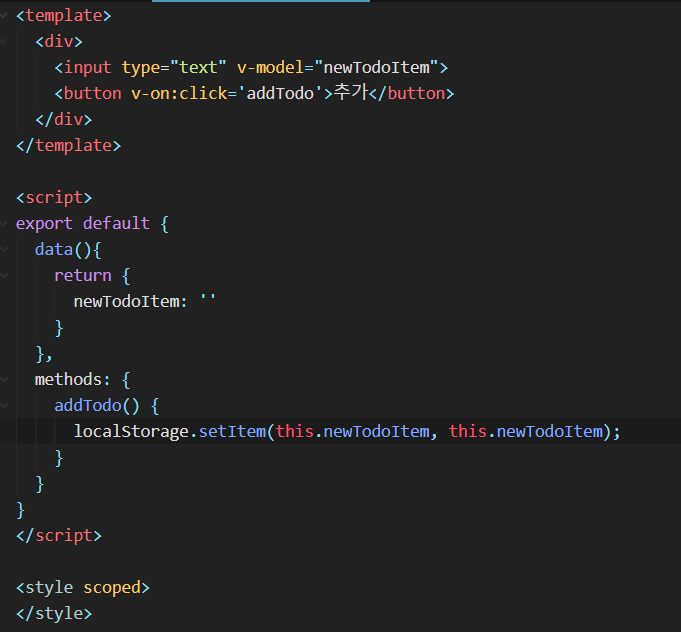 <template>
  <div>
    <input type="text" v-model="newTodoItem">
    <button v-on:click='addTodo'>추가</button>
  </div>
</template>

<script>
export default {
  data(){
    return {
      newTodoItem: ''
    }
  },
  methods: {
    addTodo() {
      localStorage.setItem(this.newTodoItem, this.newTodoItem);
    }
  }
}
</script>

<style scoped>
</style>